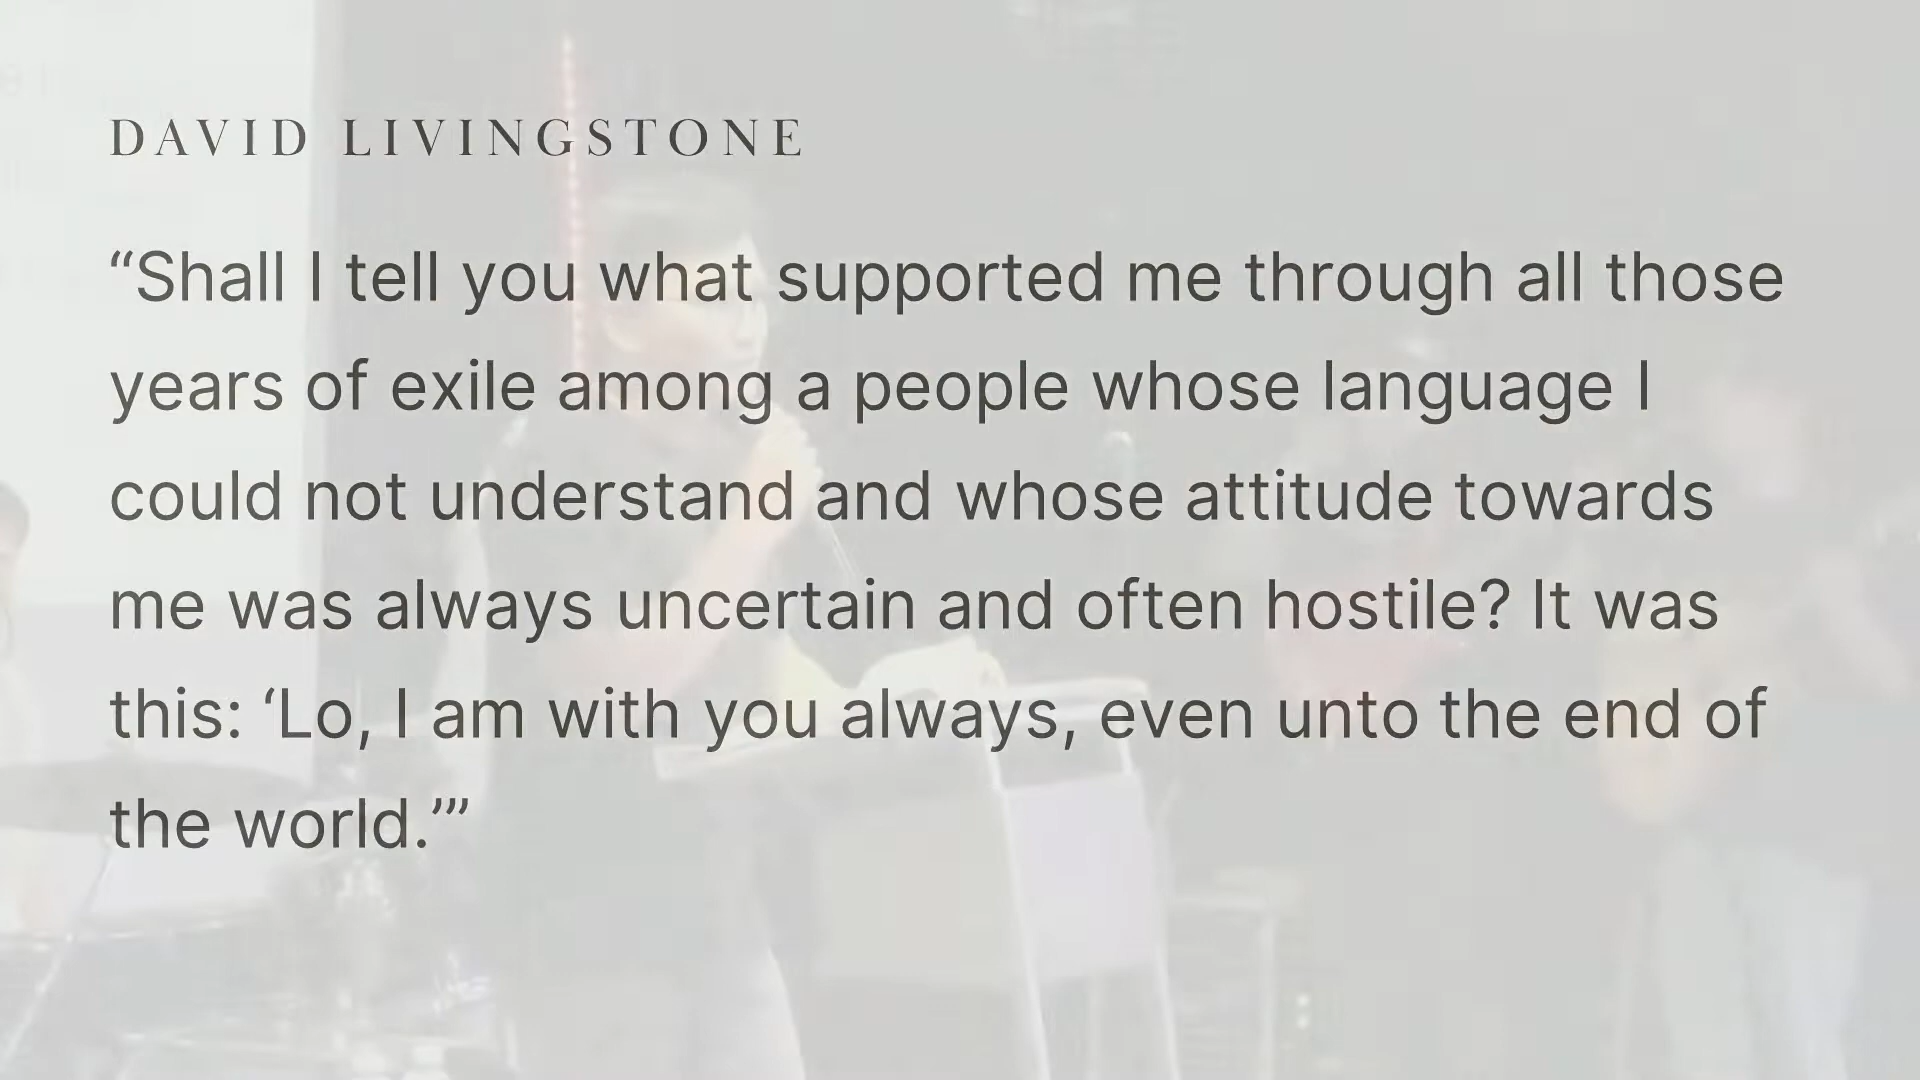 DAVID LIVINGSTONE
“Shall I tell you what supported me through all those
years of exile among a people whose language I
could not understand and whose attitude towards
me was always uncertain and often hostile? It was
this: ‘Lo, I am with you always, even unto the end of
the world.’”